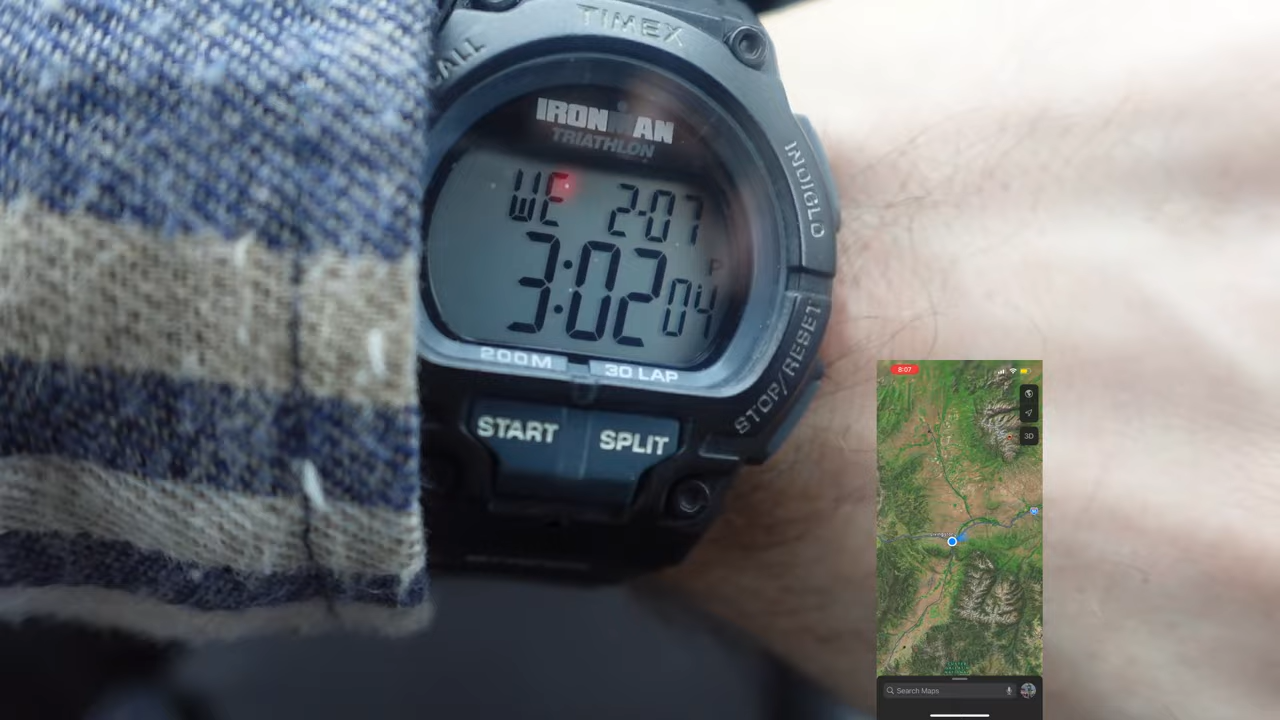 TIMEX
INDIGLO
IRONMAN
TRIATHLON
WE 2-07
P
3:02 04
200M 30 LAP
STOP/RESET
START SPLIT
8:07
3D
Search Maps